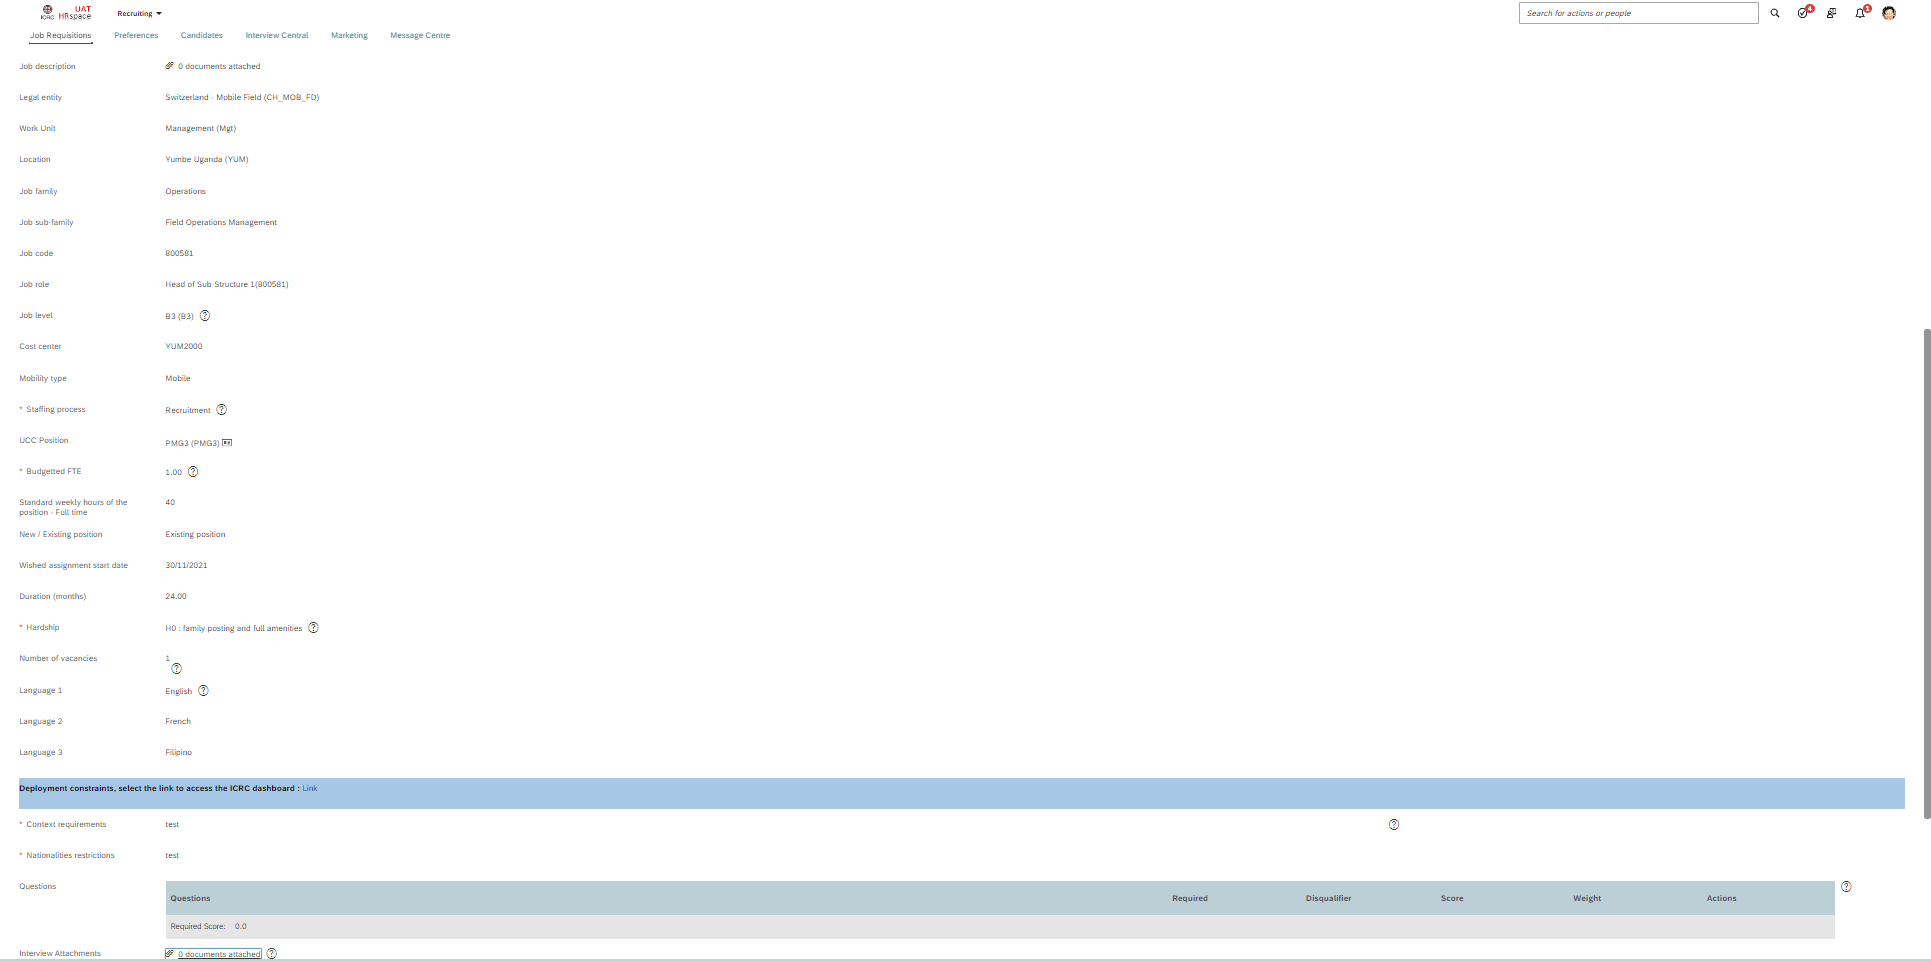 ICRC
UAT
HRspace
Recruiting
Search for actions or people
4
1
Job Requisitions Preferences Candidates Interview Central Marketing Message Centre
Job description 0 documents attached
Legal entity Switzerland - Mobile Field (CH_MOB_FD)
Work Unit Management (Mgt)
Location Yumbe Uganda (YUM)
Job family Operations
Job sub-family Field Operations Management
Job code 800581
Job role Head of Sub-Structure 1(800581)
Job level B3 (B3) ?
Cost center YUM2000
Mobility type Mobile
* Staffing process Recruitment ?
UCC Position PMG3 (PMG3)
* Budgetted FTE 1.00 ?
Standard weekly hours of the 40
position - Full time
New / Existing position Existing position
Wished assignment start date 30/11/2021
Duration (months) 24.00
* Hardship H0 : family posting and full amenities ?
Number of vacancies 1
?
Language 1 English ?
Language 2 French
Language 3 Filipino
Deployment constraints, select the link to access the ICRC dashboard : Link
* Context requirements test ?
* Nationalities restrictions test
Questions ?
Questions Required Disqualifier Score Weight Actions
Required Score: 0.0
Interview Attachments 0 documents attached ?